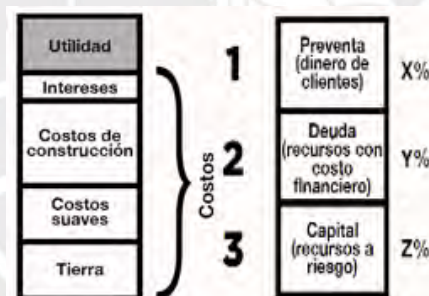 Utilidad
Intereses
Costos de
construcción
Costos
suaves
Tierra
Costos
1
Preventa
(dinero de
clientes)
X%
2
Deuda
(recursos con
costo
financiero)
Y%
3
Capital
(recursos a
riesgo)
Z%